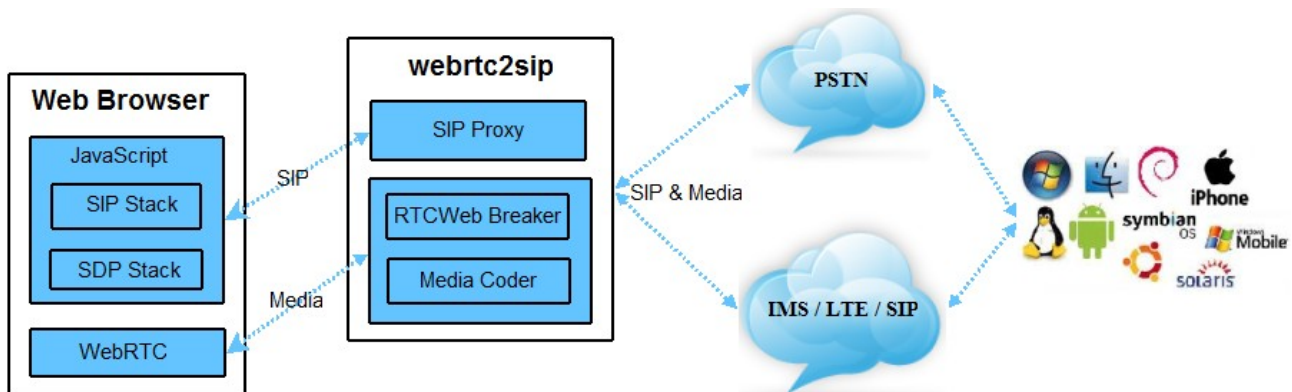 Web Browser
JavaScript
SIP Stack
SDP Stack
WebRTC
SIP
Media
webrtc2sip
SIP Proxy
RTCWeb Breaker
Media Coder
SIP & Media
PSTN
IMS / LTE / SIP
iPhone
symbian
OS
Windows
Mobile
solaris